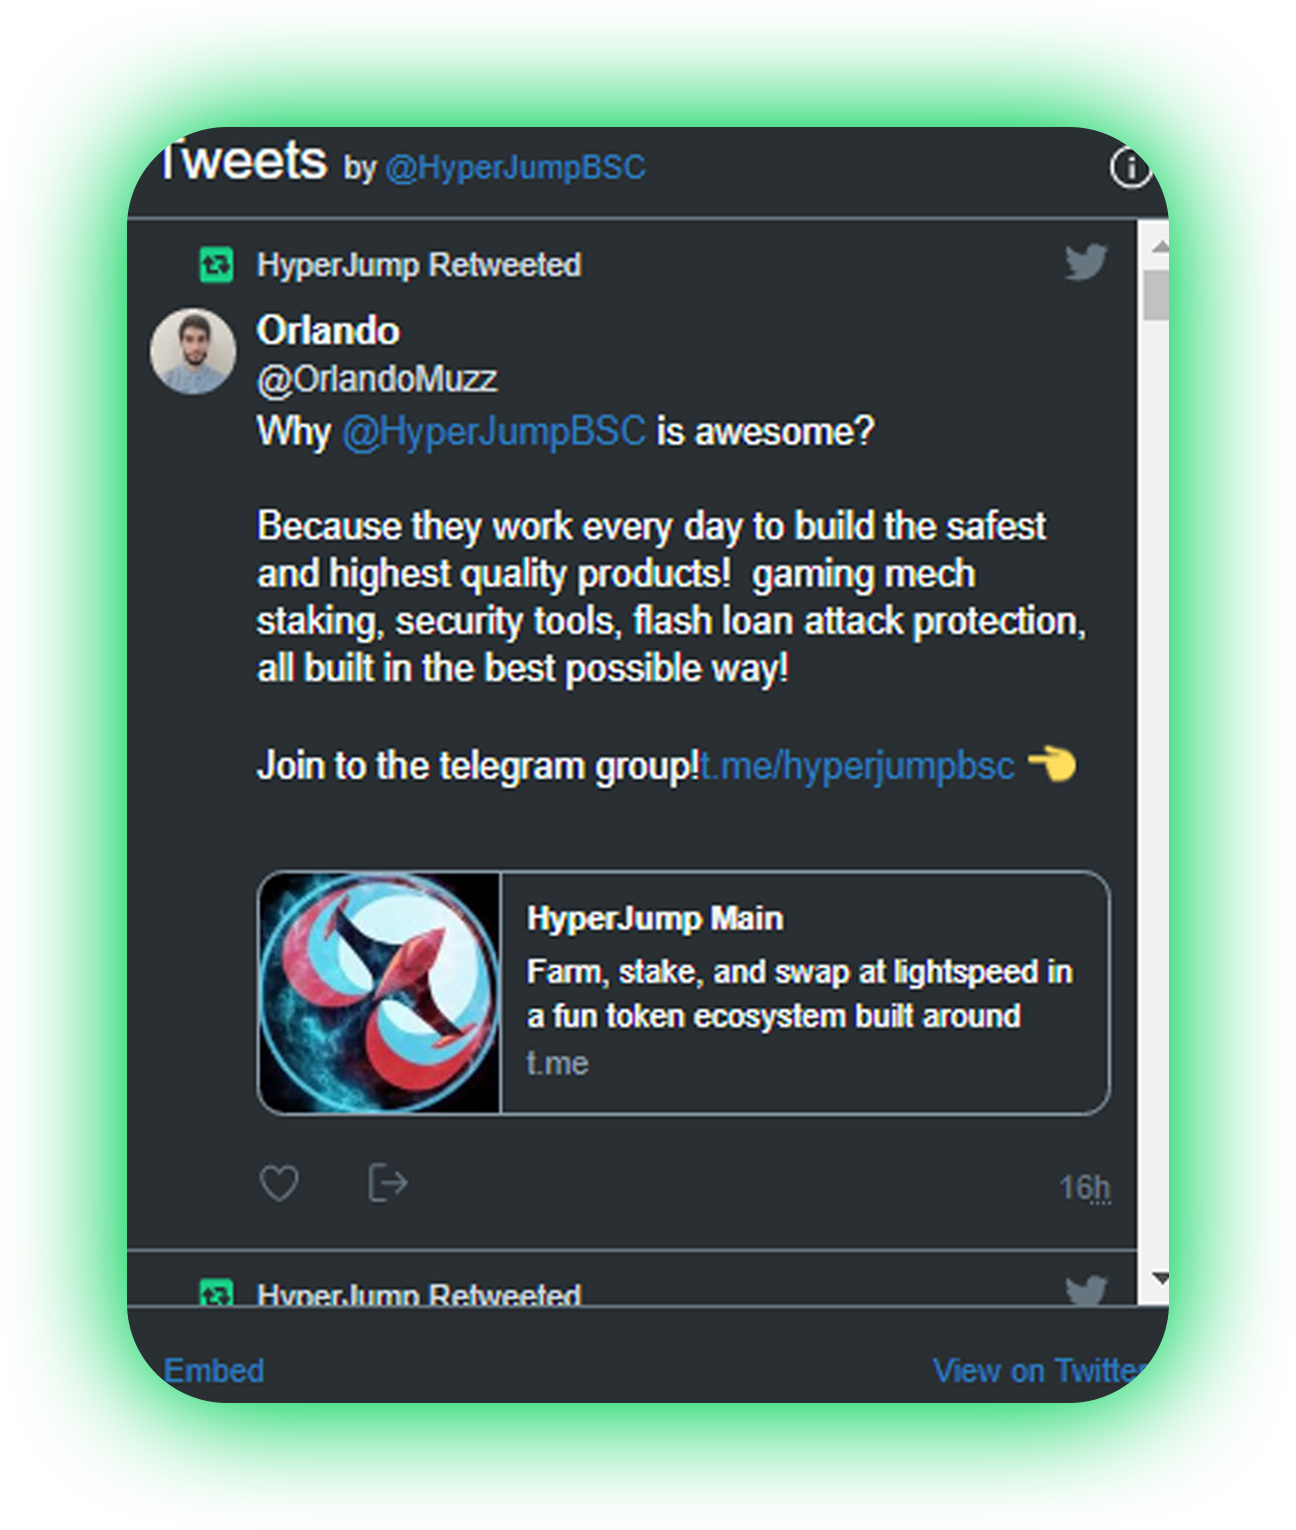 Tweets by @HyperJumpBSC
HyperJump Retweeted
Orlando
@OrlandoMuzz
Why @HyperJumpBSC is awesome?
Because they work every day to build the safest
and highest quality products!  gaming mech
staking, security tools, flash loan attack protection,
all built in the best possible way!
Join to the telegram group!t.me/hyperjumpbsc 👈
HyperJump Main
Farm, stake, and swap at lightspeed in
a fun token ecosystem built around
t.me
16h
HyperJump Retweeted
Embed
View on Twitter